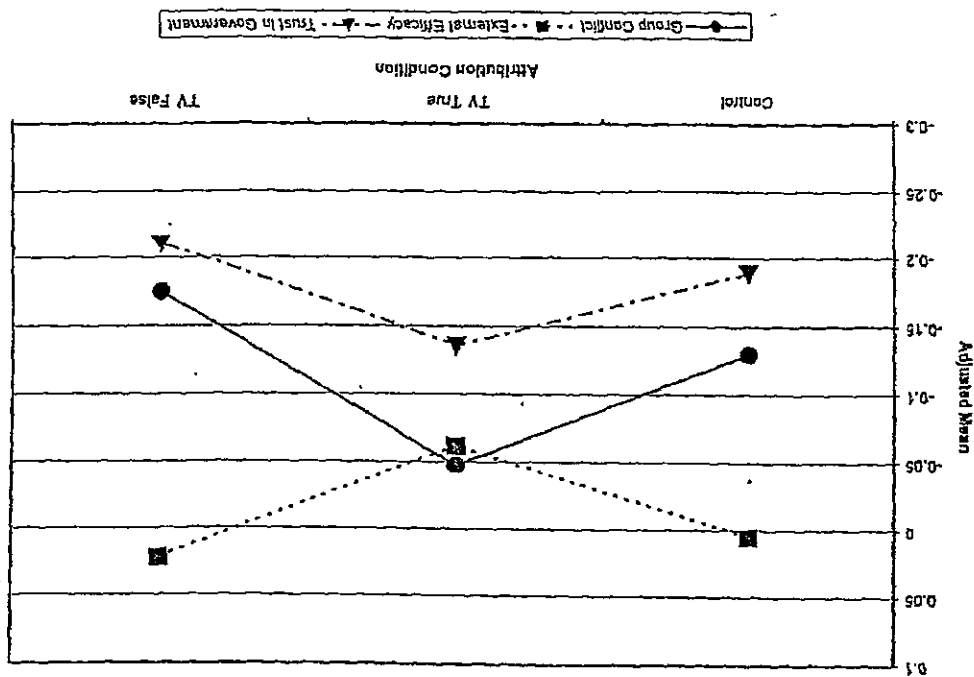 0.1
0.05
0
-0.05
-0.1
-0.15
-0.2
-0.25
-0.3
Adjusted Mean
Control TV True TV False
Attribution Condition
Group Conflict External Efficacy Trust in Government